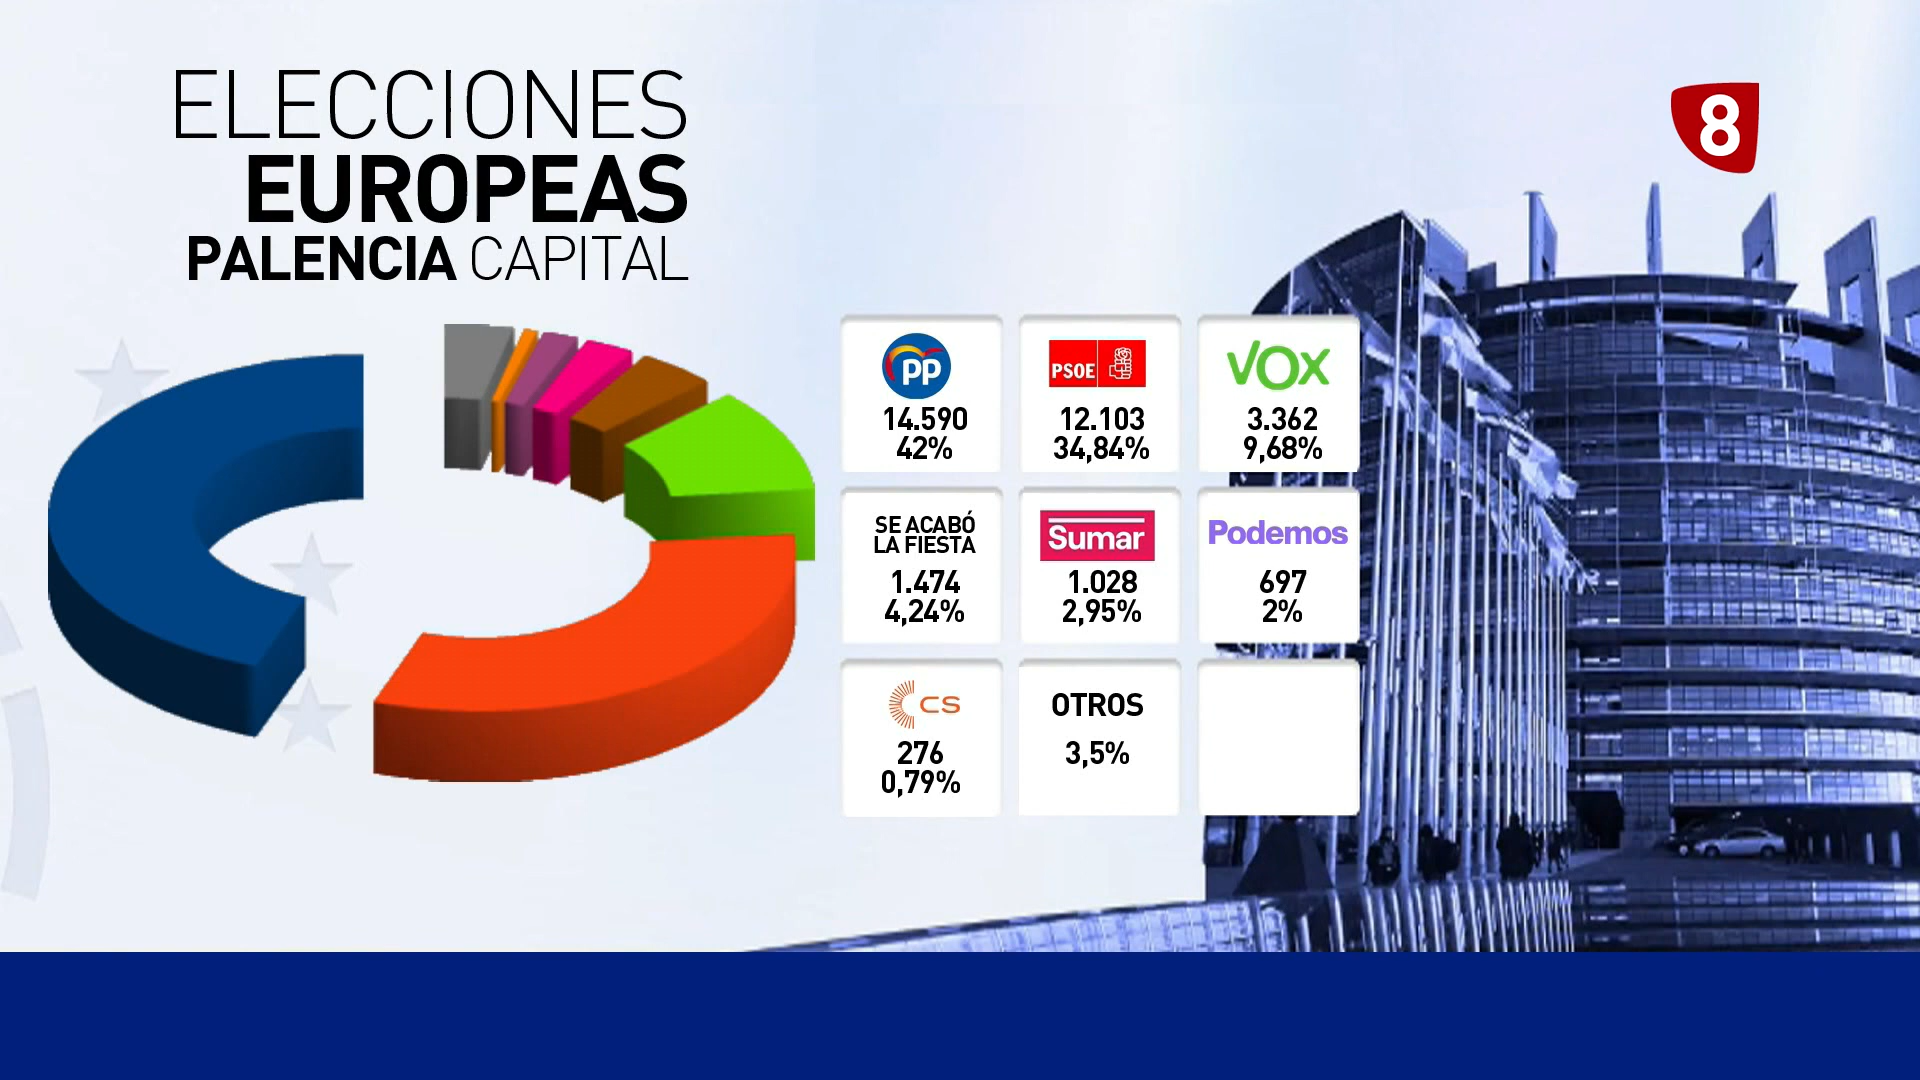 ELECCIONES
EUROPEAS
PALENCIA CAPITAL
8
PP
14.590
42%
PSOE
12.103
34,84%
VOX
3.362
9,68%
SE ACABÓ
LA FIESTA
1.474
4,24%
Sumar
1.028
2,95%
Podemos
697
2%
CS
276
0,79%
OTROS
3,5%